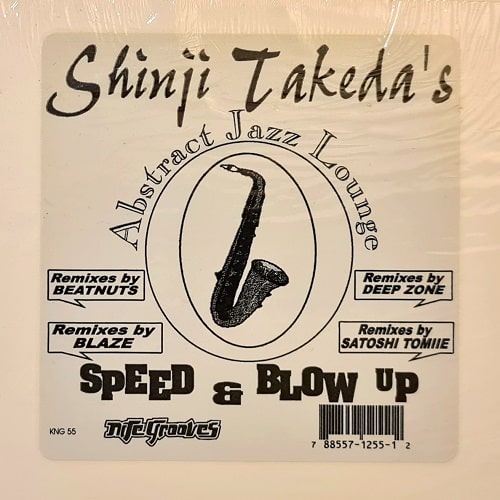 Shinji Takeda's
Abstract Jazz Lounge
Remixes by
BEATNUTS
Remixes by
DEEP ZONE
Remixes by
BLAZE
Remixes by
SATOSHI TOMIIE
SPEED & BLOW UP
KNG 55
nite Grooves
7 88557-1255-1 2